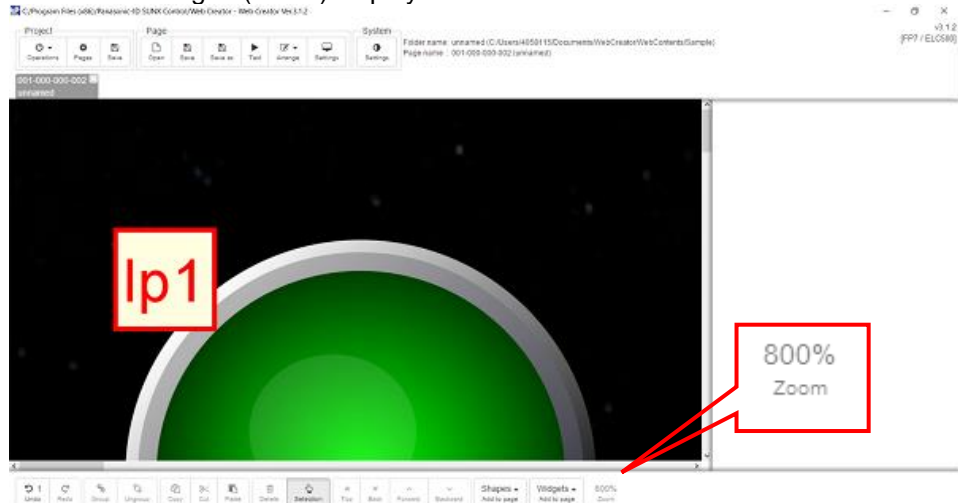 C:/Program Files (x86)/Panasonic-ID SUNX Control/Web Creator - Web Creator Ver.3.1.2
Project
Page
System
v3.1.2
[FP7 / ELC500]
Operations Pages Save Open Save Save as Test Arrange Settings Settings
Folder name unnamed (C:/Users/4050115/Documents/WebCreator/WebContents/Sample)
Page name : 001-000-000-002 (unnamed)
001-000-000-002
unnamed
lp1
800%
Zoom
1
Undo Redo Group Ungroup Copy Cut Paste Delete Selection Top Back Forward Backward
Shapes
Add to page
Widgets
Add to page
800%
Zoom